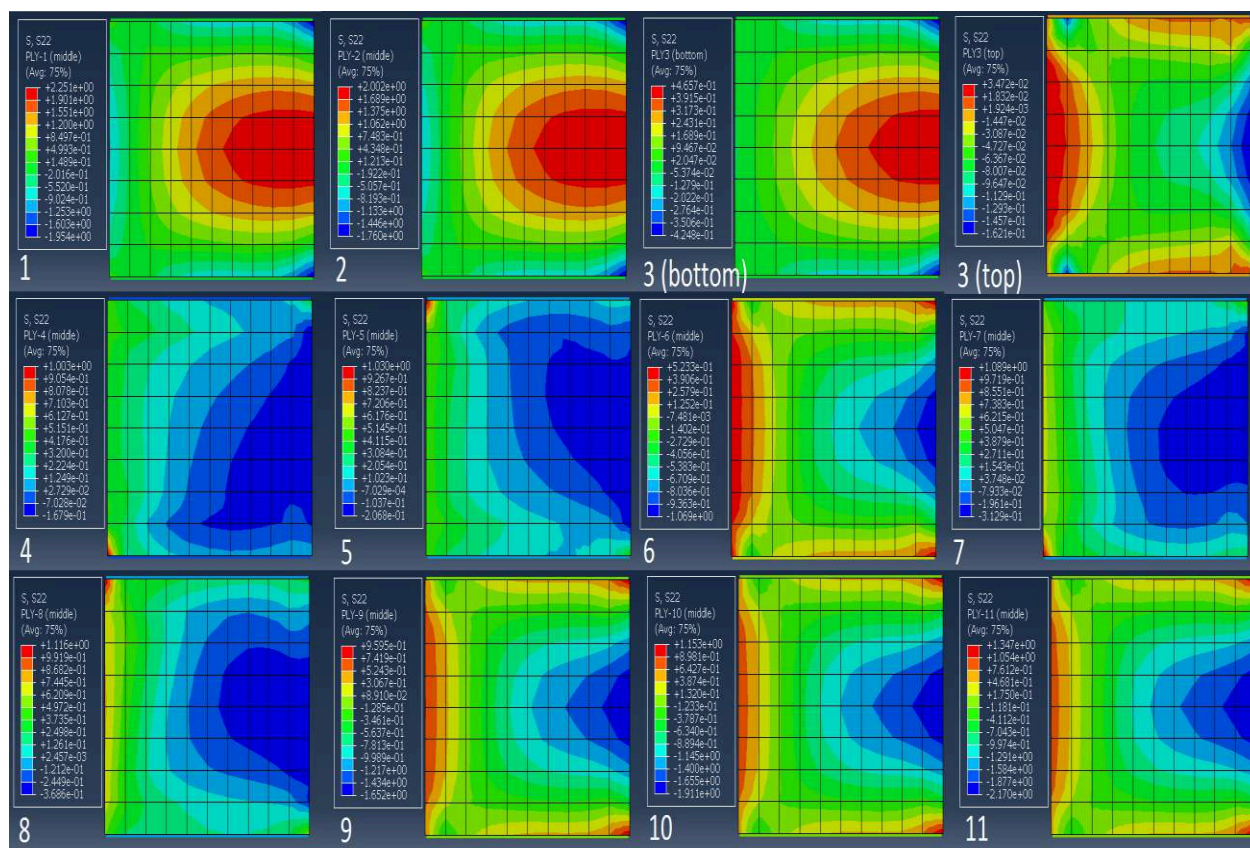 S, S22
PLY-1 (middle)
(Avg: 75%)
+2.251e+00
+1.901e+00
+1.551e+00
+1.200e+00
+8.497e-01
+4.993e-01
+1.489e-01
-2.016e-01
-5.520e-01
-9.024e-01
-1.253e+00
-1.603e+00
-1.954e+00
1
S, S22
PLY-2 (middle)
(Avg: 75%)
+2.002e+00
+1.689e+00
+1.375e+00
+1.062e+00
+7.483e-01
+4.348e-01
+1.213e-01
-1.922e-01
-5.057e-01
-8.193e-01
-1.133e+00
-1.446e+00
-1.760e+00
2
S, S22
PLY3 (bottom)
(Avg: 75%)
+4.657e-01
+3.915e-01
+3.173e-01
+2.431e-01
+1.689e-01
+9.467e-02
+2.047e-02
-5.374e-02
-1.279e-01
-2.022e-01
-2.764e-01
-3.506e-01
-4.248e-01
3 (bottom)
S, S22
PLY3 (top)
(Avg: 75%)
+3.472e-02
+1.832e-02
+1.924e-03
-1.447e-02
-3.087e-02
-4.727e-02
-6.367e-02
-8.007e-02
-9.647e-02
-1.129e-01
-1.293e-01
-1.457e-01
-1.621e-01
3 (top)
S, S22
PLY-4 (middle)
(Avg: 75%)
+1.003e+00
+9.054e-01
+8.078e-01
+7.103e-01
+6.127e-01
+5.151e-01
+4.176e-01
+3.200e-01
+2.224e-01
+1.249e-01
+2.729e-02
-7.028e-02
-1.679e-01
4
S, S22
PLY-5 (middle)
(Avg: 75%)
+1.030e+00
+9.267e-01
+8.237e-01
+7.206e-01
+6.176e-01
+5.145e-01
+4.115e-01
+3.084e-01
+2.054e-01
+1.023e-01
-7.029e-04
-1.037e-01
-2.068e-01
5
S, S22
PLY-6 (middle)
(Avg: 75%)
+5.233e-01
+3.906e-01
+2.579e-01
+1.252e-01
-7.481e-03
-1.402e-01
-2.729e-01
-4.056e-01
-5.383e-01
-6.709e-01
-8.036e-01
-9.363e-01
-1.069e+00
6
S, S22
PLY-7 (middle)
(Avg: 75%)
+1.089e+00
+9.719e-01
+8.551e-01
+7.383e-01
+6.215e-01
+5.047e-01
+3.879e-01
+2.711e-01
+1.543e-01
+3.748e-02
-7.933e-02
-1.961e-01
-3.129e-01
7
S, S22
PLY-8 (middle)
(Avg: 75%)
+1.116e+00
+9.919e-01
+8.682e-01
+7.445e-01
+6.209e-01
+4.972e-01
+3.735e-01
+2.498e-01
+1.261e-01
+2.457e-03
-1.212e-01
-2.449e-01
-3.686e-01
8
S, S22
PLY-9 (middle)
(Avg: 75%)
+9.595e-01
+7.419e-01
+5.243e-01
+3.067e-01
+8.910e-02
-1.285e-01
-3.461e-01
-5.637e-01
-7.813e-01
-9.989e-01
-1.217e+00
-1.434e+00
-1.652e+00
9
S, S22
PLY-10 (middle)
(Avg: 75%)
+1.153e+00
+8.981e-01
+6.427e-01
+3.874e-01
+1.320e-01
-1.233e-01
-3.787e-01
-6.340e-01
-8.894e-01
-1.145e+00
-1.400e+00
-1.655e+00
-1.911e+00
10
S, S22
PLY-11 (middle)
(Avg: 75%)
+1.347e+00
+1.054e+00
+7.612e-01
+4.681e-01
+1.750e-01
-1.181e-01
-4.112e-01
-7.043e-01
-9.974e-01
-1.291e+00
-1.584e+00
-1.877e+00
-2.170e+00
11